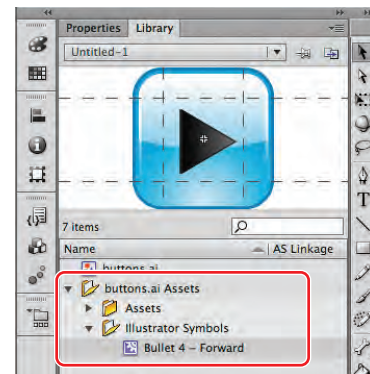 Properties Library
Untitled-1
7 items
Name AS Linkage
buttons.ai
buttons.ai Assets
Assets
Illustrator Symbols
Bullet 4 – Forward
T